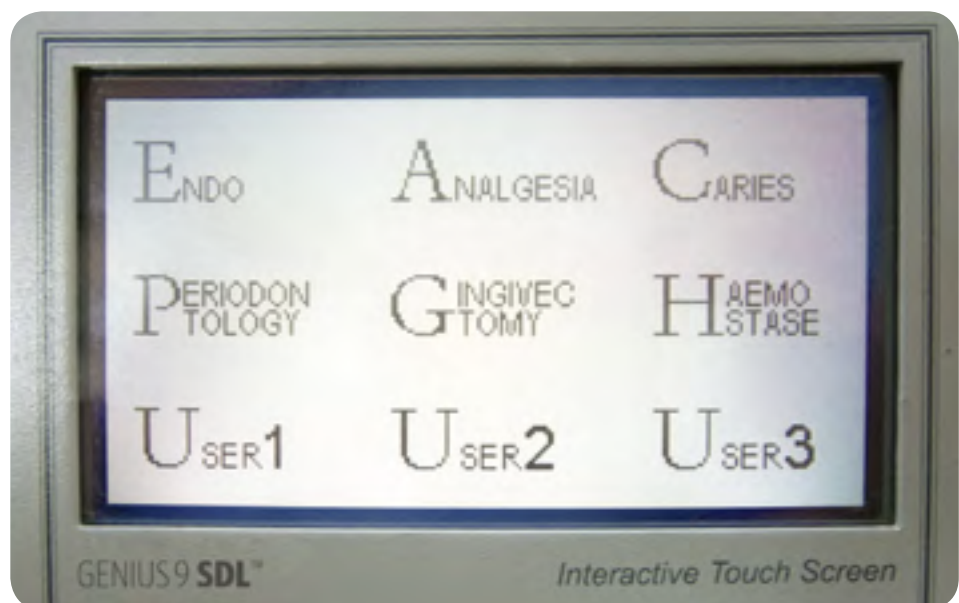 ENDO ANALGESIA CARIES
PERIODON
TOLOGY GINGIVEC
TOMY HAEMO
STASE
USER1 USER2 USER3
GENIUS9 SDL™ Interactive Touch Screen